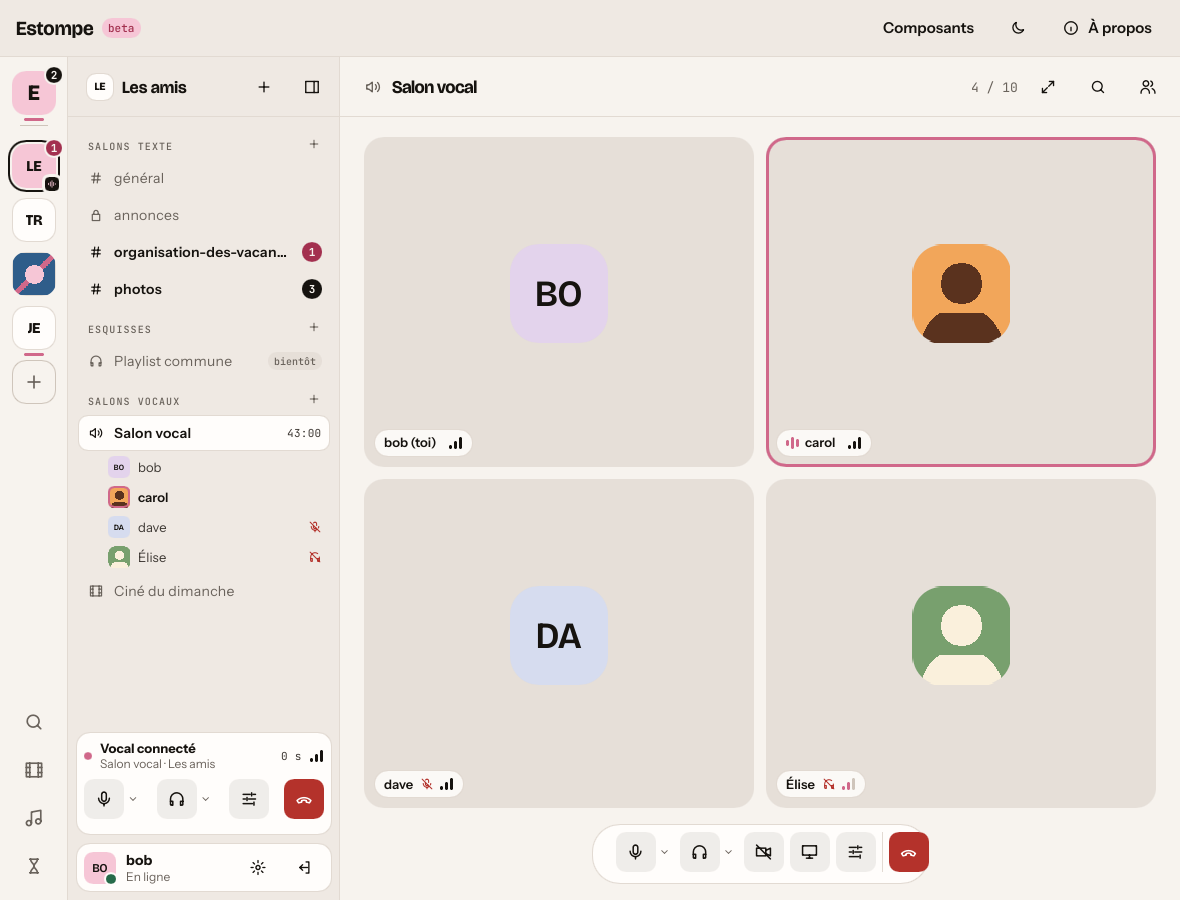 Estompe beta
Composants
À propos
E 2
LE 1
TR
JE
LE Les amis
SALONS TEXTE
général
annonces
organisation-des-vacan… 1
photos 3
ESQUISSES
Playlist commune bientôt
SALONS VOCAUX
Salon vocal 43:00
BO bob
carol
DA dave
Élise
Ciné du dimanche
Vocal connecté
Salon vocal · Les amis
0 s
BO bob
En ligne
Salon vocal
4 / 10
BO
bob (toi)
carol
DA
dave
Élise